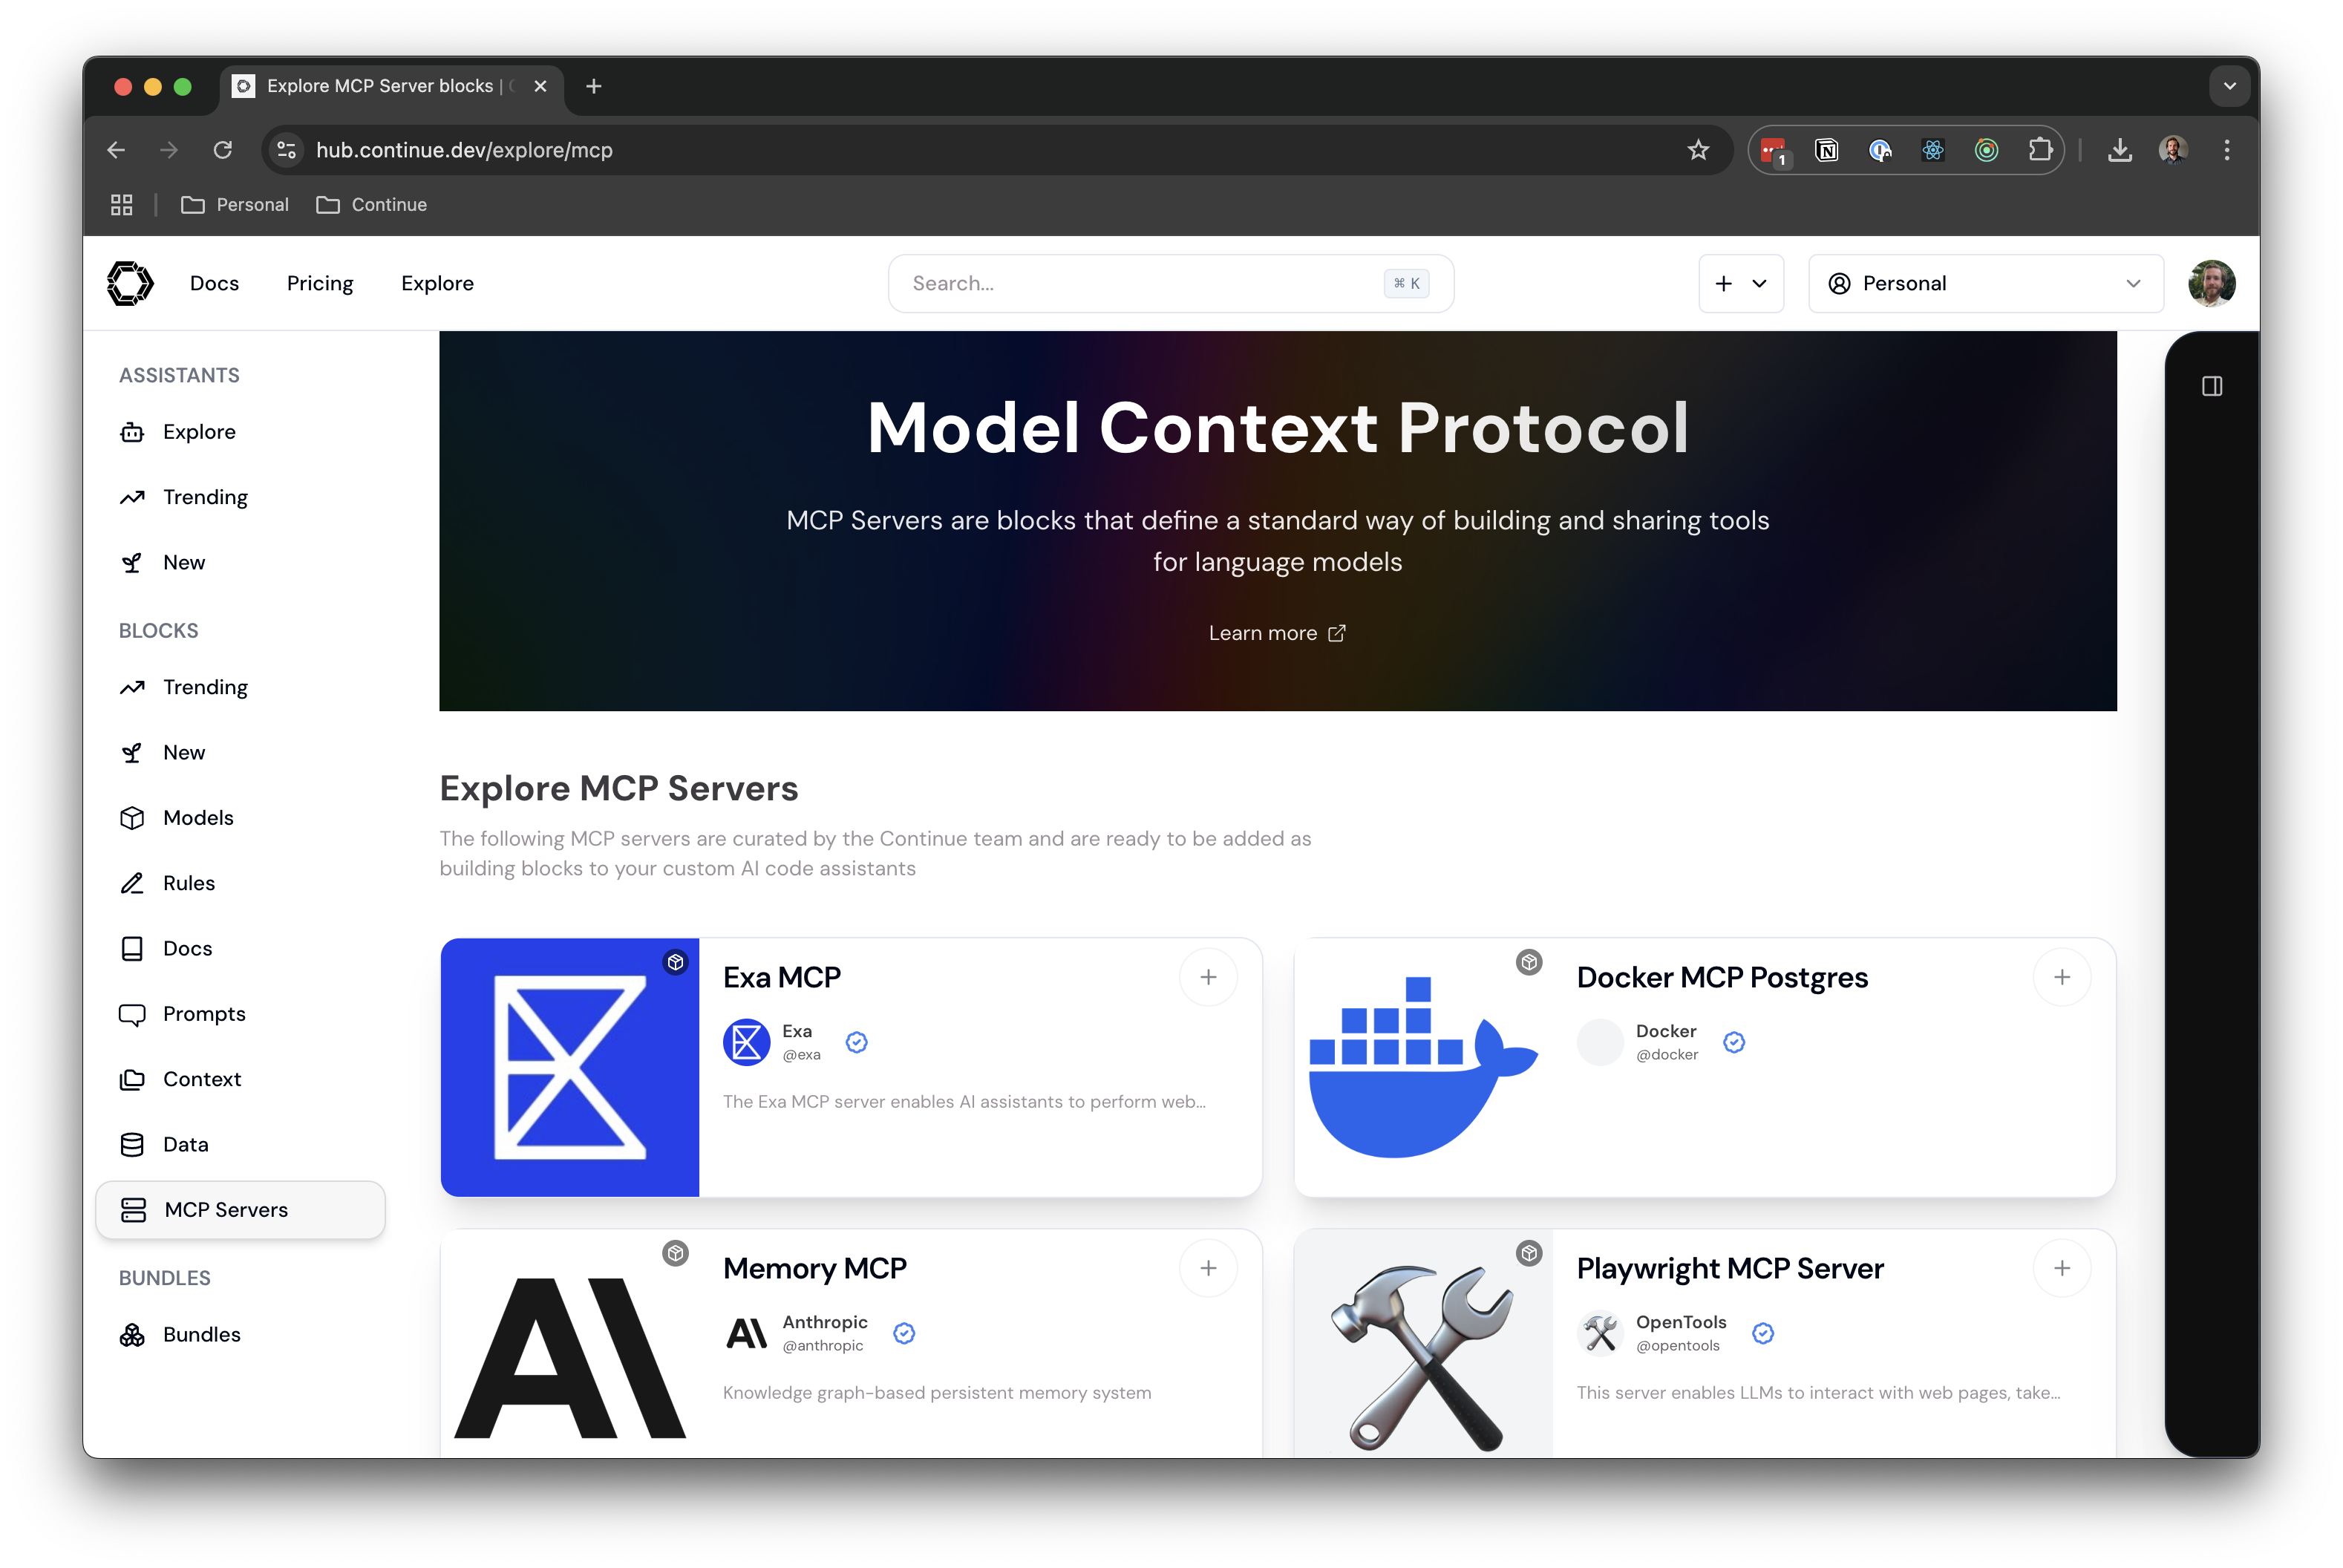 Explore MCP Server blocks |
hub.continue.dev/explore/mcp
1
Personal
Continue
Docs
Pricing
Explore
Search...
⌘ K
Personal
ASSISTANTS
Explore
Trending
New
BLOCKS
Trending
New
Models
Rules
Docs
Prompts
Context
Data
MCP Servers
BUNDLES
Bundles
Model Context Protocol
MCP Servers are blocks that define a standard way of building and sharing tools
for language models
Learn more
Explore MCP Servers
The following MCP servers are curated by the Continue team and are ready to be added as
building blocks to your custom AI code assistants
Exa MCP
Exa
@exa
The Exa MCP server enables AI assistants to perform web...
Docker MCP Postgres
Docker
@docker
Memory MCP
Anthropic
@anthropic
Knowledge graph-based persistent memory system
Playwright MCP Server
OpenTools
@opentools
This server enables LLMs to interact with web pages, take...